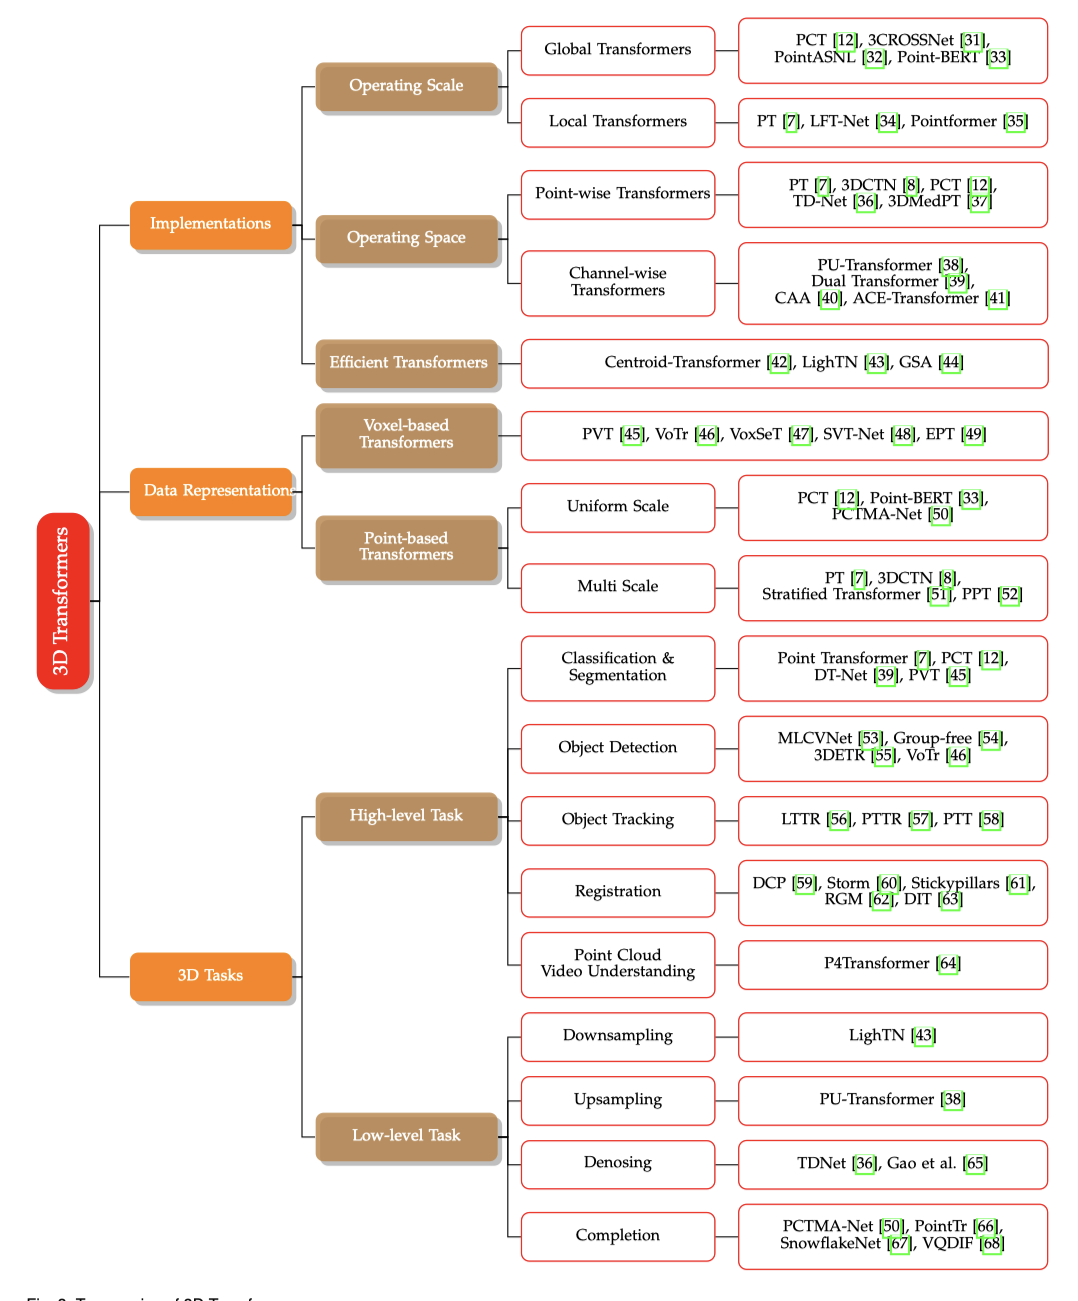 3D Transformers
Implementations
Operating Scale
Global Transformers
PCT [12], 3CROSSNet [31],
PointASNL [32], Point-BERT [33]
Local Transformers
PT [7], LFT-Net [34], Pointformer [35]
Operating Space
Point-wise Transformers
PT [7], 3DCTN [8], PCT [12],
TD-Net [36], 3DMedPT [37]
Channel-wise
Transformers
PU-Transformer [38],
Dual Transformer [39],
CAA [40], ACE-Transformer [41]
Efficient Transformers
Centroid-Transformer [42], LighTN [43], GSA [44]
Data Representation
Voxel-based
Transformers
PVT [45], VoTr [46], VoxSeT [47], SVT-Net [48], EPT [49]
Point-based
Transformers
Uniform Scale
PCT [12], Point-BERT [33],
PCTMA-Net [50]
Multi Scale
PT [7], 3DCTN [8],
Stratified Transformer [51], PPT [52]
3D Tasks
High-level Task
Classification &
Segmentation
Point Transformer [7], PCT [12],
DT-Net [39], PVT [45]
Object Detection
MLCVNet [53], Group-free [54],
3DETR [55], VoTr [46]
Object Tracking
LTTR [56], PTTR [57], PTT [58]
Registration
DCP [59], Storm [60], Stickypillars [61],
RGM [62], DIT [63]
Point Cloud
Video Understanding
P4Transformer [64]
Low-level Task
Downsampling
LighTN [43]
Upsampling
PU-Transformer [38]
Denosing
TDNet [36], Gao et al. [65]
Completion
PCTMA-Net [50], PointTr [66],
SnowflakeNet [67], VQDIF [68]